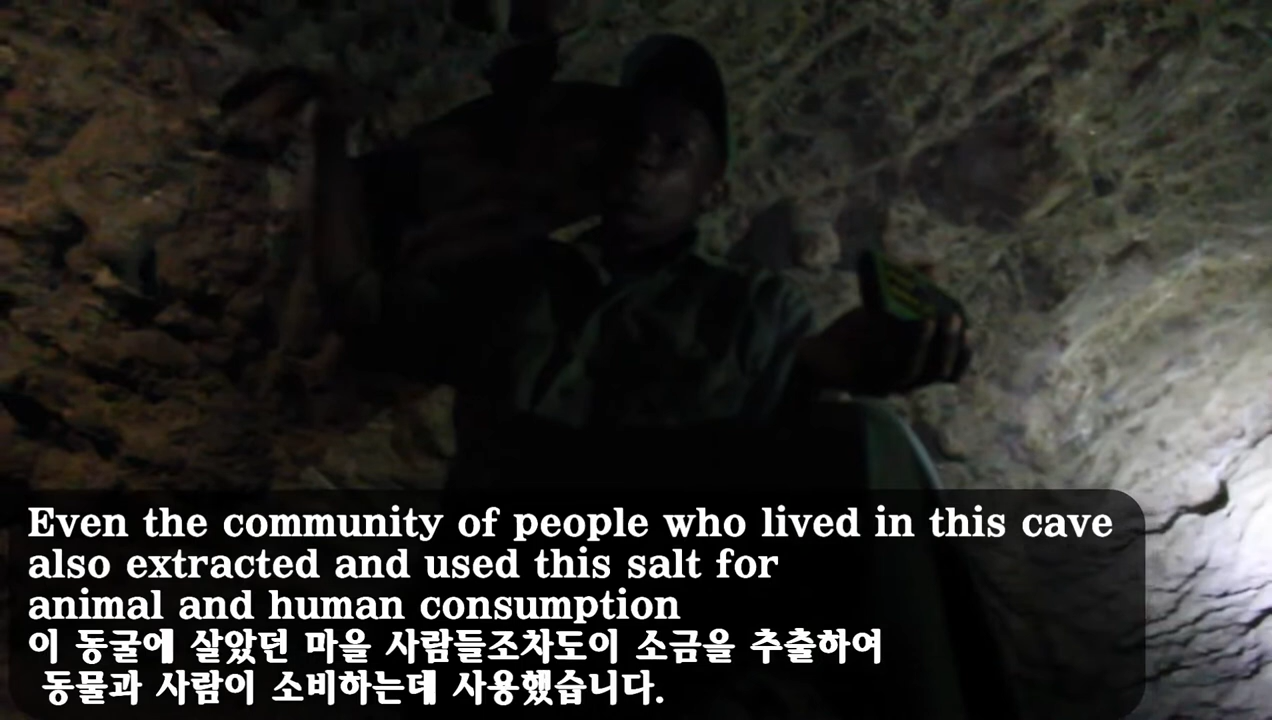 Even the community of people who lived in this cave
also extracted and used this salt for
animal and human consumption
이 동굴에 살았던 마을 사람들조차도이 소금을 추출하여
동물과 사람이 소비하는데 사용했습니다.